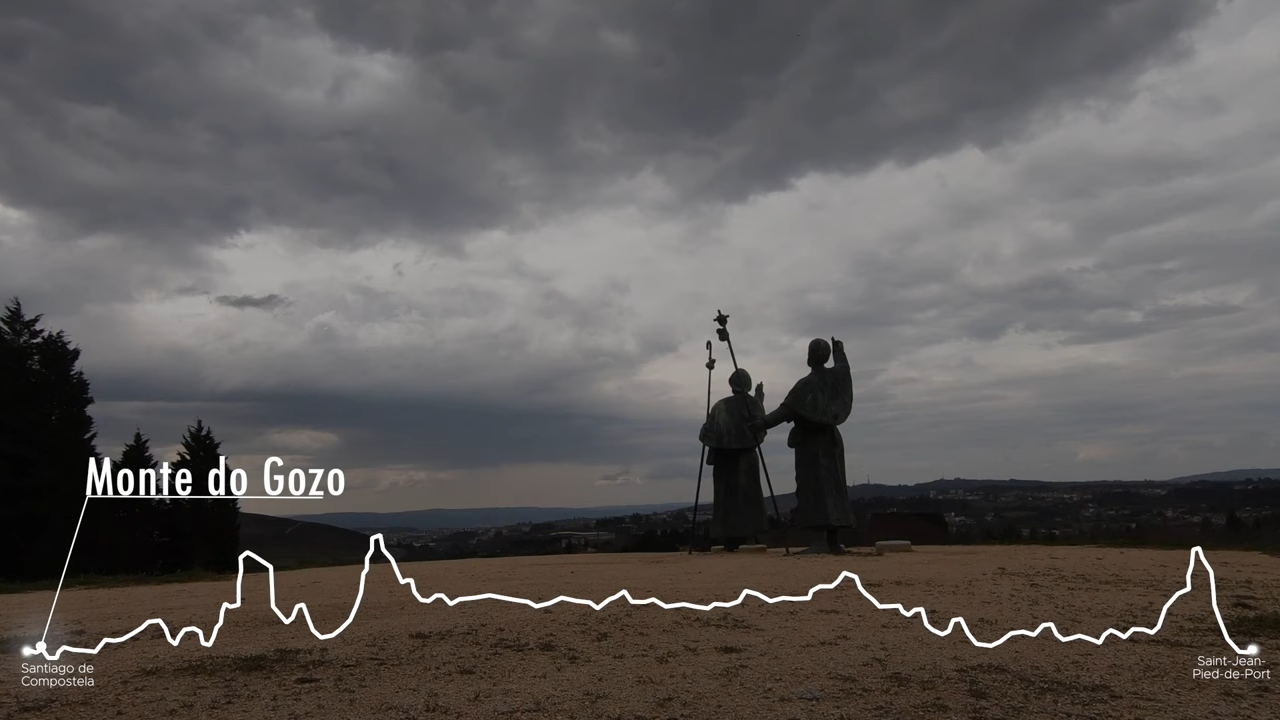 Monte do Gozo
Santiago de
Compostela
Saint-Jean-
Pied-de-Port